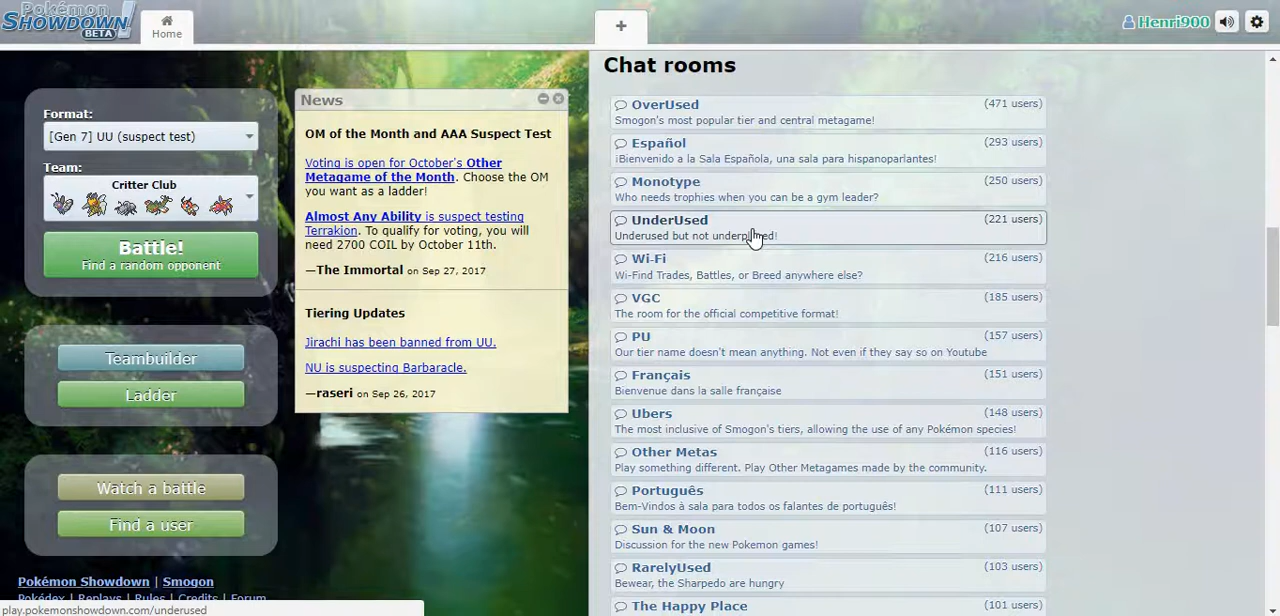 Pokémon
SHOWDOWN!
BETA
Home
+
Henri900
Format:
[Gen 7] UU (suspect test)
Team:
Critter Club
Battle!
Find a random opponent
Teambuilder
Ladder
Watch a battle
Find a user
Pokémon Showdown | Smogon
Pokédex | Replays | Rules | Credits | Forum
play.pokemonshowdown.com/underused
News
OM of the Month and AAA Suspect Test
Voting is open for October's Other
Metagame of the Month. Choose the OM
you want as a ladder!
Almost Any Ability is suspect testing
Terrakion. To qualify for voting, you will
need 2700 COIL by October 11th.
—The Immortal on Sep 27, 2017
Tiering Updates
Jirachi has been banned from UU.
NU is suspecting Barbaracle.
—raseri on Sep 26, 2017
Chat rooms
OverUsed (471 users)
Smogon's most popular tier and central metagame!
Español (293 users)
¡Bienvenido a la Sala Española, una sala para hispanoparlantes!
Monotype (250 users)
Who needs trophies when you can be a gym leader?
UnderUsed (221 users)
Underused but not
Wi-Fi (216 users)
Wi-Find Trades, Battles, or Breed anywhere else?
VGC (185 users)
The room for the official competitive format!
PU (157 users)
Our tier name doesn't mean anything. Not even if they say so on Youtube
Français (151 users)
Bienvenue dans la salle française
Ubers (148 users)
The most inclusive of Smogon's tiers, allowing the use of any Pokémon species!
Other Metas (116 users)
Play something different. Play Other Metagames made by the community.
Português (111 users)
Bem-Vindos à sala para todos os falantes de português!
Sun & Moon (107 users)
Discussion for the new Pokemon games!
RarelyUsed (103 users)
Bewear, the Sharpedo are hungry
The Happy Place (101 users)